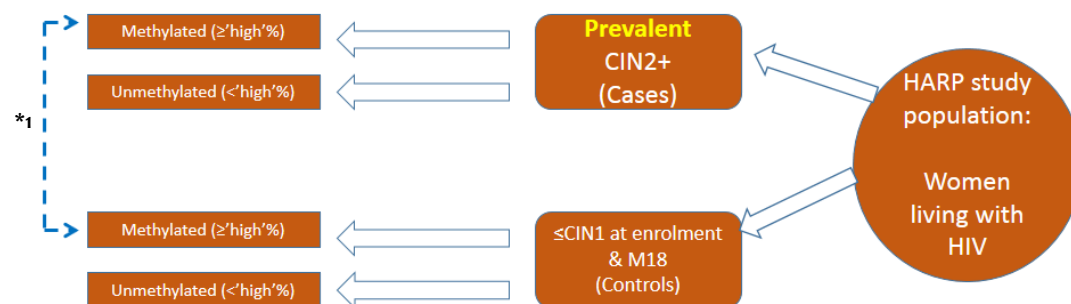 Methylated (≥'high'%)
Unmethylated (<'high'%)
*1
Prevalent
CIN2+
(Cases)
HARP study
population:
Women
living with
HIV
Methylated (≥'high'%)
Unmethylated (<'high'%)
≤CIN1 at enrolment
& M18
(Controls)